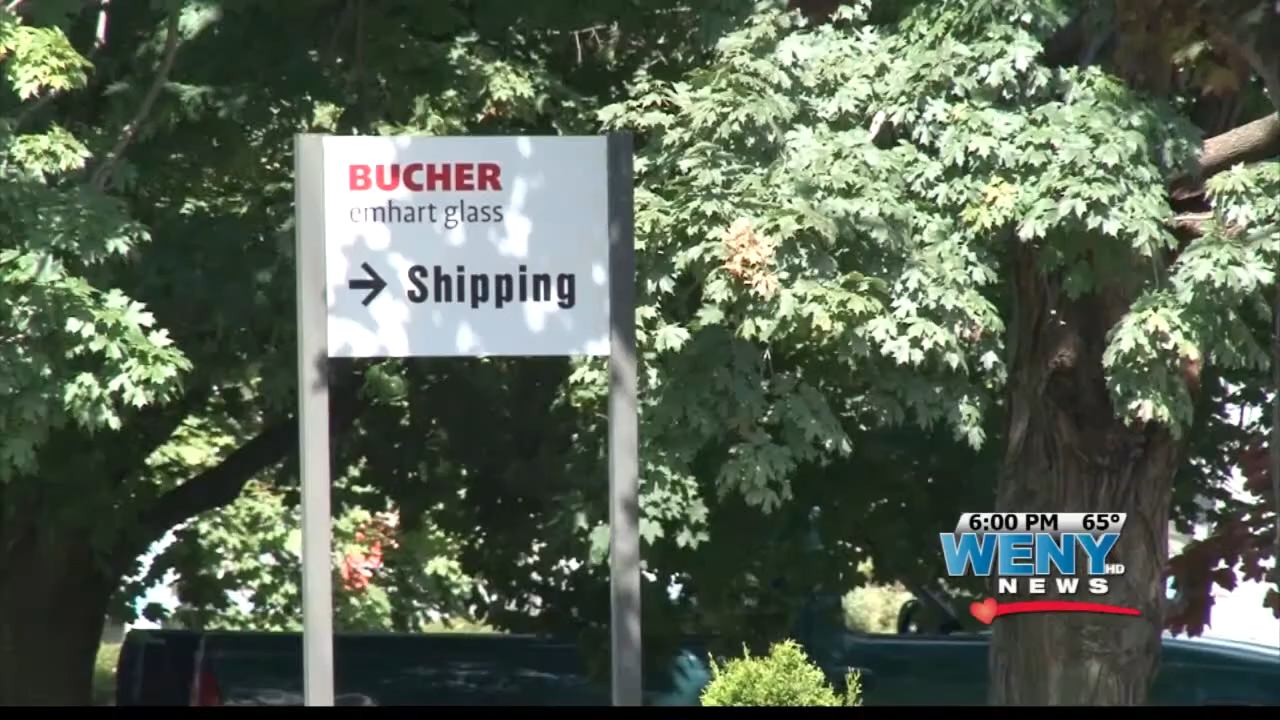 BUCHER
emhart glass
→ Shipping
6:00 PM 65°
WENY HD
NEWS